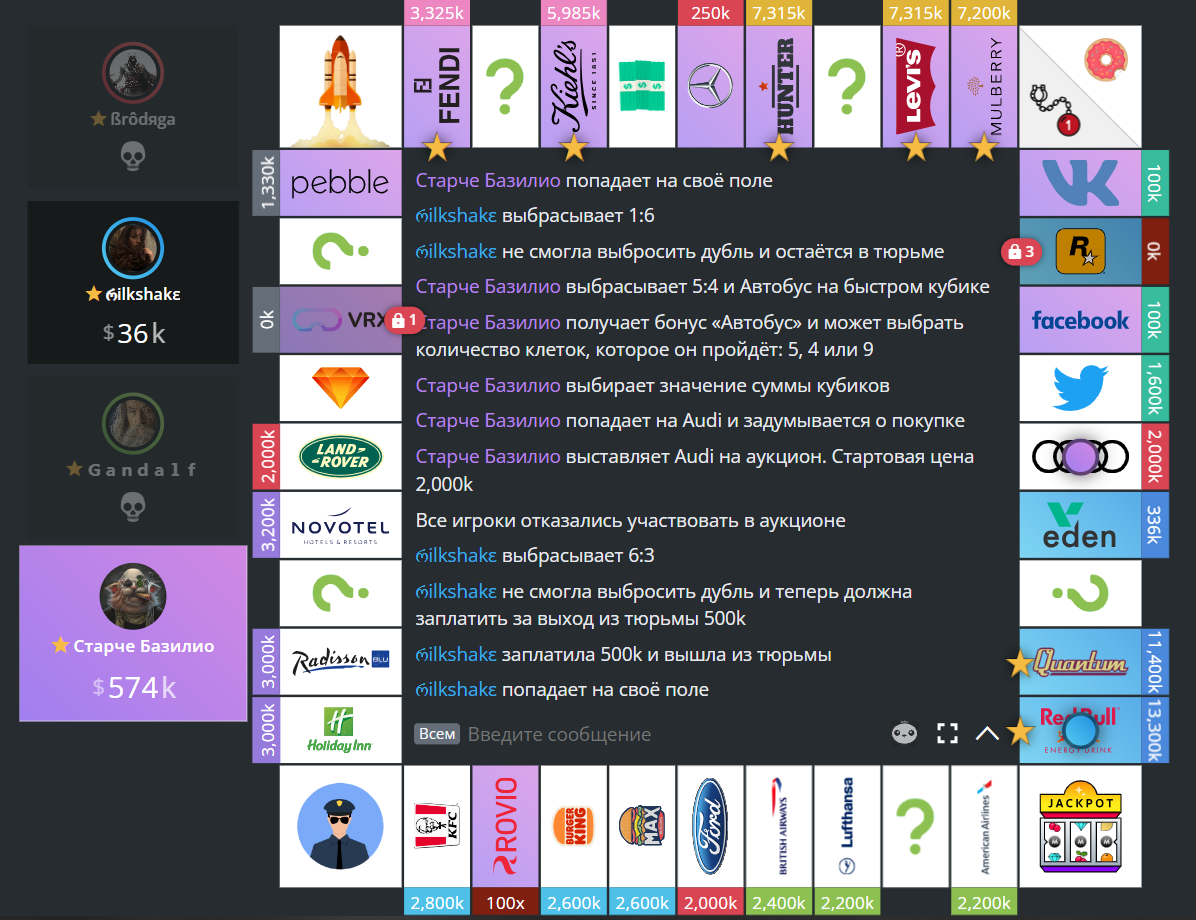 3,325k
5,985k
250k
7,315k
7,315k
7,200k
FENDI
?
Kiehl's
SINCE 1851
HUNTER
?
LEVI'S
MULBERRY
1
ßrôdяga
$36k
Старче Базилио
$574k
G a n d a l f
1,330k
pebble
0k
VRX
1
2,000k
LAND-ROVER
3,200k
NOVOTEL
HOTELS & RESORTS
3,000k
Radisson BLU
3,000k
Holiday Inn
Старче Базилио попадает на своё поле
რilkshakε выбрасывает 1:6
რilkshakε не смогла выбросить дубль и остаётся в тюрьме
Старче Базилио выбрасывает 5:4 и Автобус на быстром кубике
Старче Базилио получает бонус «Автобус» и может выбрать
количество клеток, которое он пройдёт: 5, 4 или 9
Старче Базилио выбирает значение суммы кубиков
Старче Базилио попадает на Audi и задумывается о покупке
Старче Базилио выставляет Audi на аукцион. Стартовая цена
2,000k
Все игроки отказались участвовать в аукционе
რilkshakε выбрасывает 6:3
რilkshakε не смогла выбросить дубль и теперь должна
заплатить за выход из тюрьмы 500k
რilkshakε заплатила 500k и вышла из тюрьмы
რilkshakε попадает на своё поле
Всем Введите сообщение
VK
100k
R
3
0k
facebook
100k
1,600k
2,000k
eden
336k
Quantum
11,400k
Red Bull
ENERGY DRINK
13,300k
KFC
ROVIO
BURGER KING
MAX
Ford
BRITISH AIRWAYS
Lufthansa
?
American Airlines
JACKPOT
2,800k
100x
2,600k
2,600k
2,000k
2,400k
2,200k
2,200k